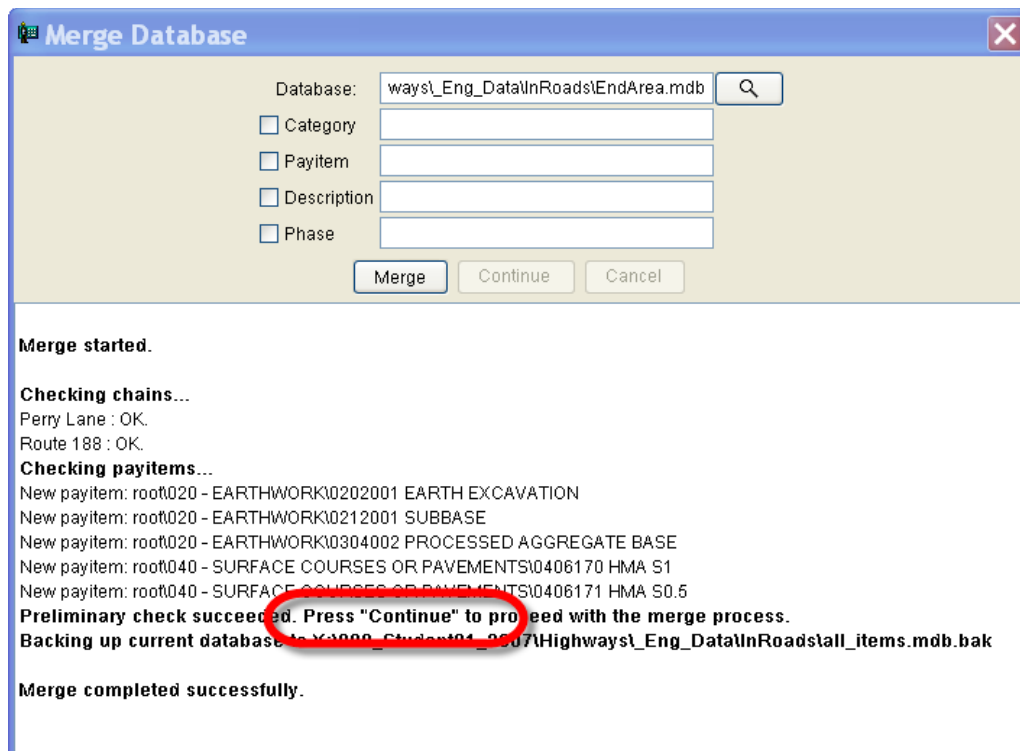 Merge Database
Database: ways\_Eng_Data\InRoads\EndArea.mdb
Category
Payitem
Description
Phase
Merge Continue Cancel
Merge started.
Checking chains...
Perry Lane : OK.
Route 188 : OK.
Checking payitems...
New payitem: root\020 - EARTHWORK\0202001 EARTH EXCAVATION
New payitem: root\020 - EARTHWORK\0212001 SUBBASE
New payitem: root\020 - EARTHWORK\0304002 PROCESSED AGGREGATE BASE
New payitem: root\040 - SURFACE COURSES OR PAVEMENTS\0406170 HMA S1
New payitem: root\040 - SURFACE COURSES OR PAVEMENTS\0406171 HMA S0.5
Preliminary check succeeded. Press "Continue" to proceed with the merge process.
Backing up current database to \Highways\_Eng_Data\InRoads\all_items.mdb.bak
Merge completed successfully.